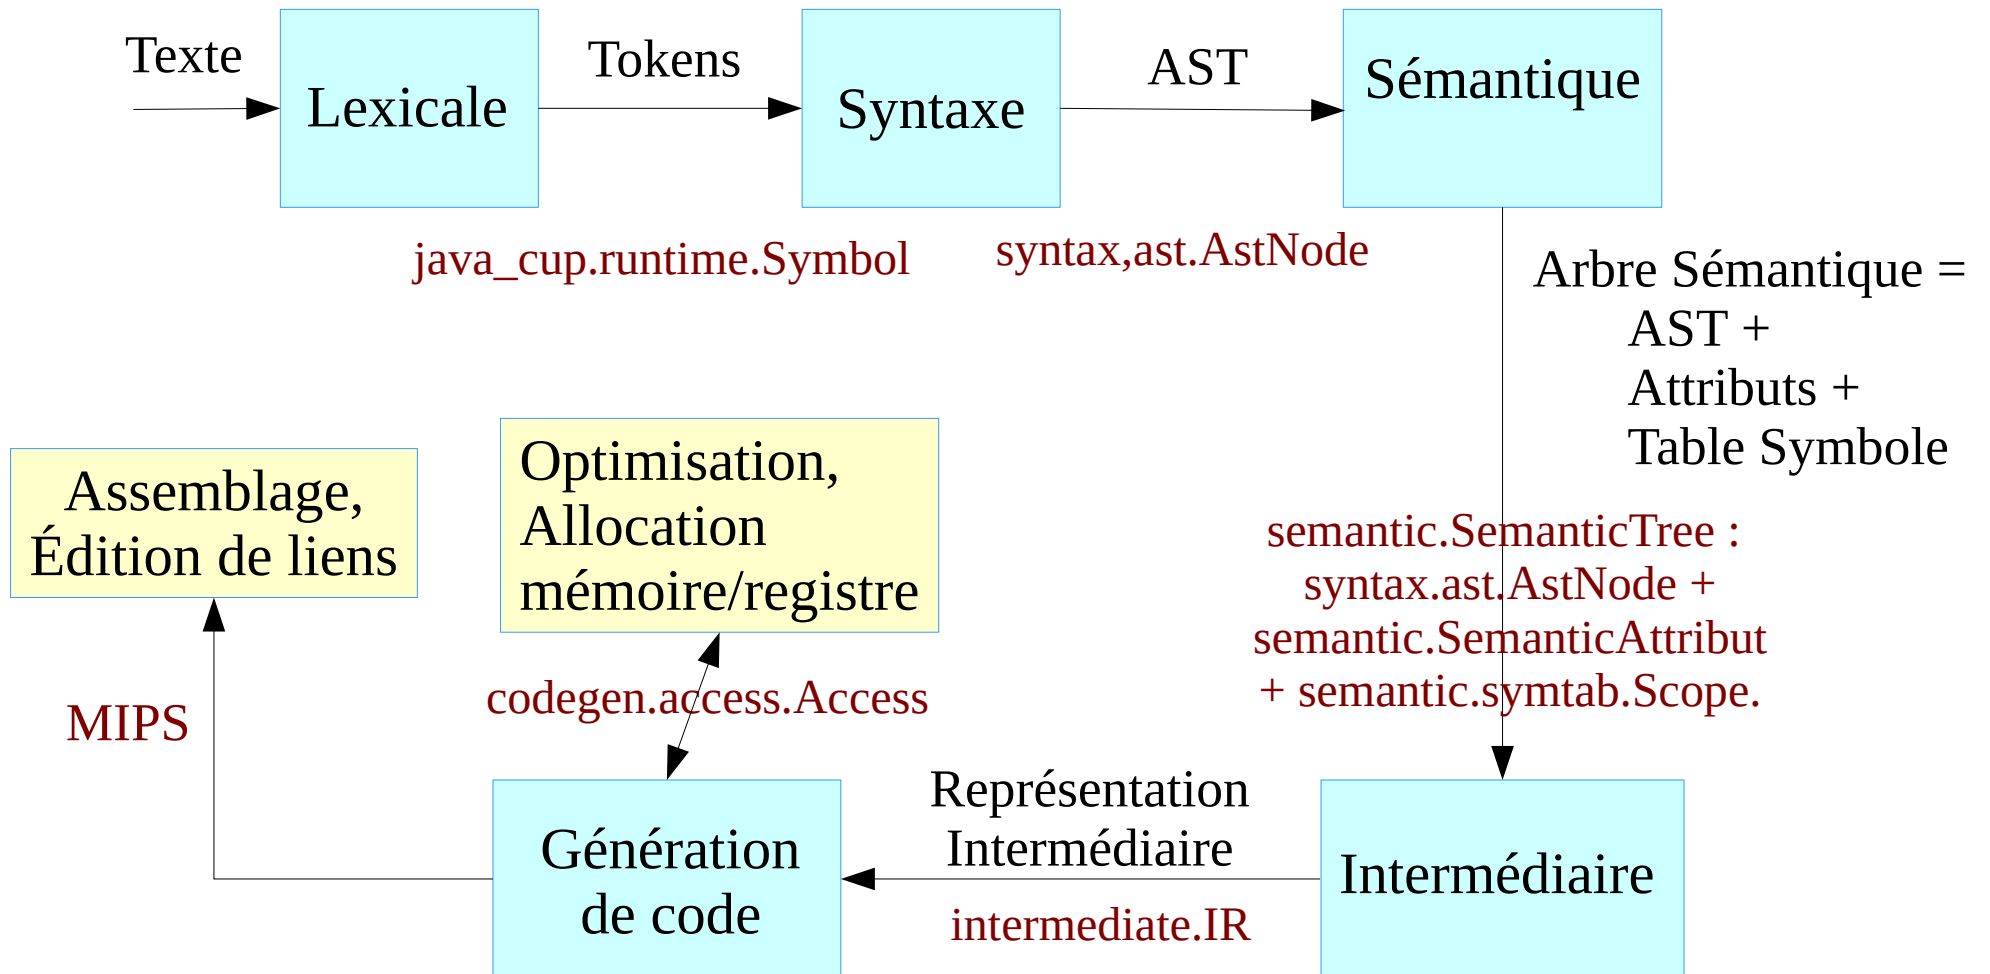 Texte
Lexicale
Tokens
Syntaxe
AST
Sémantique
java_cup.runtime.Symbol
syntax,ast.AstNode
Arbre Sémantique =
AST +
Attributs +
Table Symbole
semantic.SemanticTree :
syntax.ast.AstNode +
semantic.SemanticAttribut
+ semantic.symtab.Scope.
Assemblage,
Édition de liens
Optimisation,
Allocation
mémoire/registre
MIPS
codegen.access.Access
Génération
de code
Représentation
Intermédiaire
intermediate.IR
Intermédiaire